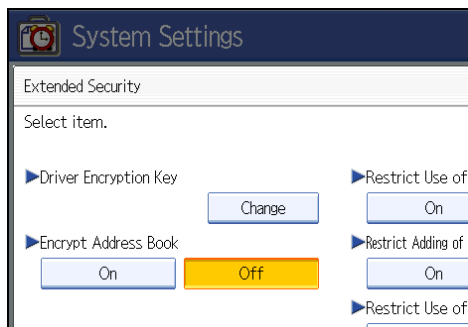 System Settings
Extended Security
Select item.
Driver Encryption Key
Change
Encrypt Address Book
On Off
Restrict Use of
On
Restrict Adding of
On
Restrict Use of